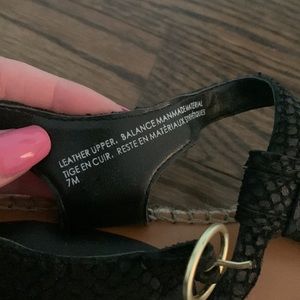 LEATHER UPPER. BALANCE MANMADE MATERIAL
TIGE EN CUIR. RESTE EN MATÉRIAUX SYNTHÉTIQUES
7M